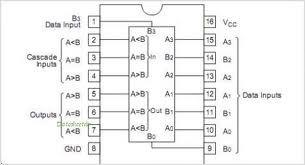 B3
Data Input
1
B3
16
VCC
Cascade
Inputs
A<B
2
A<B
A3
15
A3
A=B
3
A=B
In
B2
14
B2
A>B
4
A>B
A2
13
A2
Outputs
A>B
5
A>B
A1
12
A1
Data Inputs
A=B
6
A=B
Out
B1
11
B1
A<B
7
A<B
A0
10
A0
B0
GND
8
9
B0